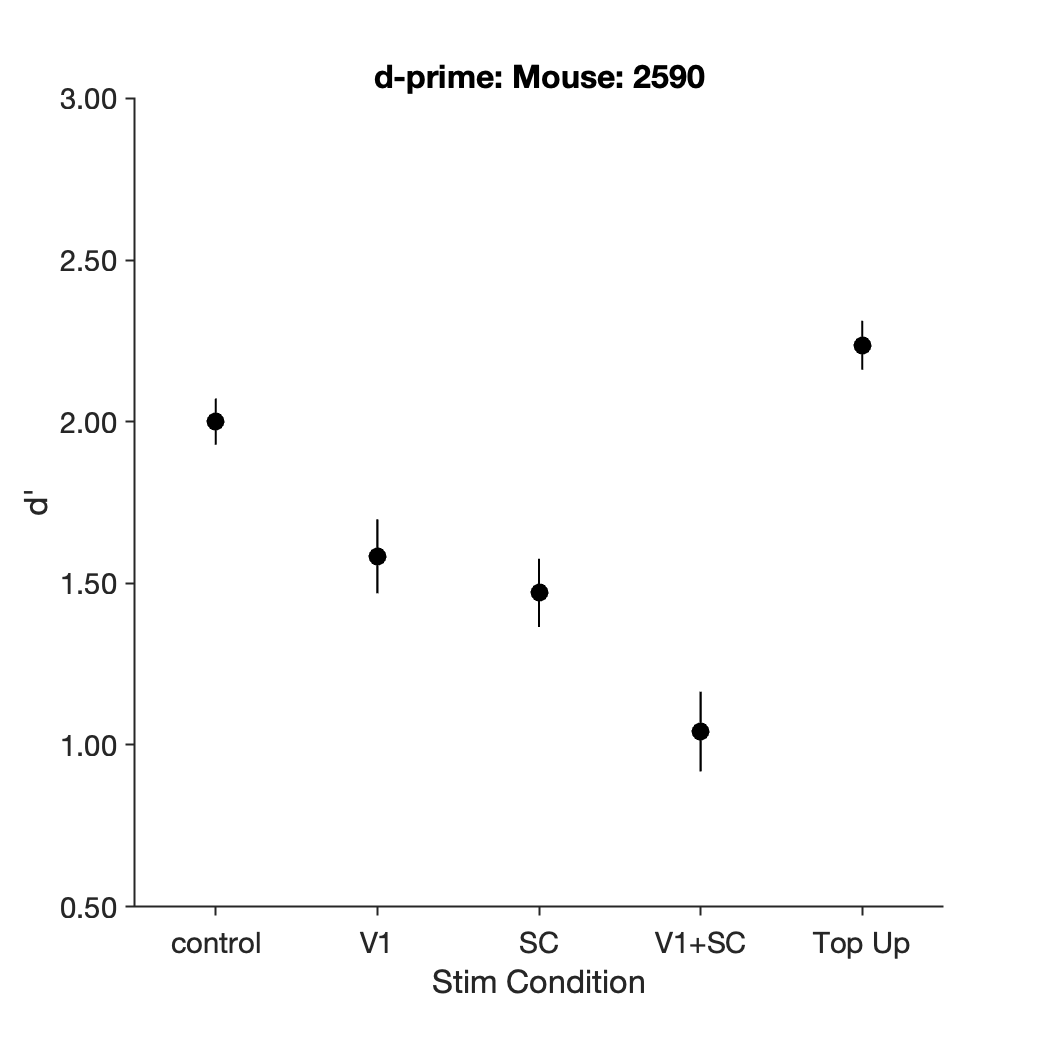 d-prime: Mouse: 2590
3.00
2.50
2.00
1.50
1.00
0.50
d'
control V1 SC V1+SC Top Up
Stim Condition